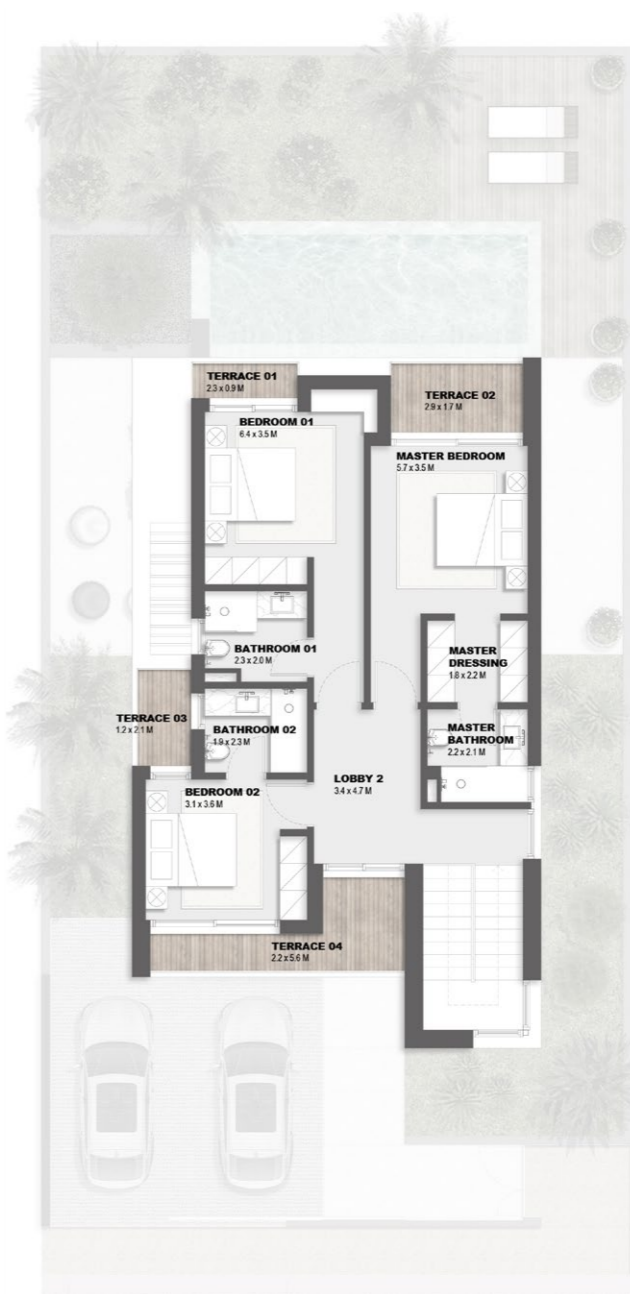 TERRACE 01
2.3 x 0.9 M
TERRACE 02
2.9 x 1.7 M
BEDROOM 01
6.4 x 3.5 M
MASTER BEDROOM
5.7 x 3.5 M
BATHROOM 01
2.3 x 2.0 M
MASTER
DRESSING
1.8 x 2.2 M
TERRACE 03
1.2 x 2.1 M
BATHROOM 02
1.9 x 2.3 M
MASTER
BATHROOM
2.2 x 2.1 M
LOBBY 2
3.4 x 4.7 M
BEDROOM 02
3.1 x 3.6 M
TERRACE 04
2.2 x 5.6 M